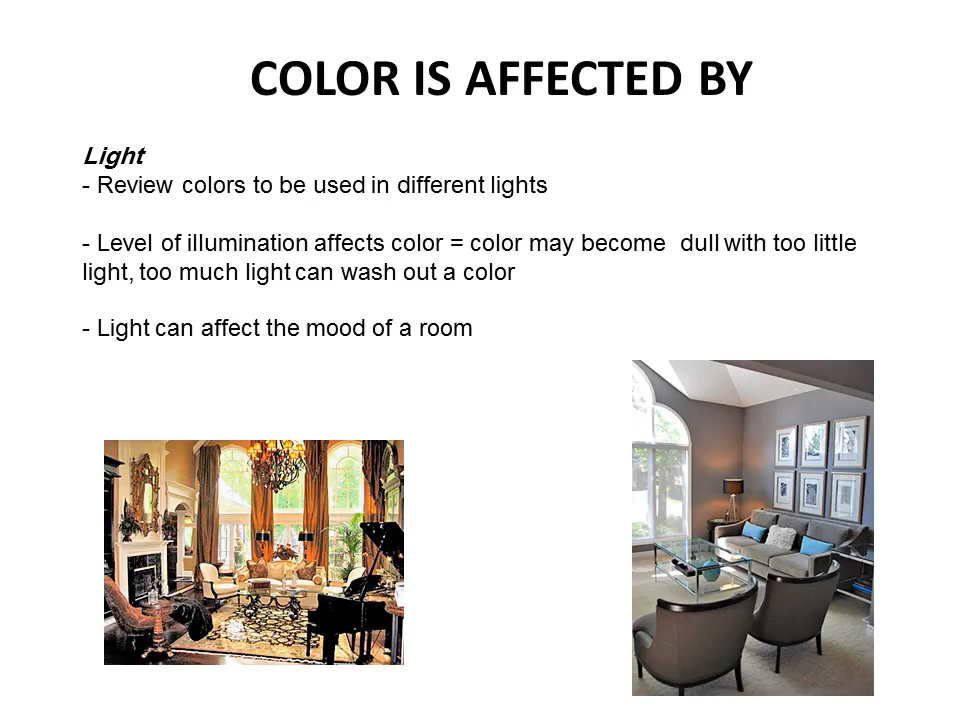 COLOR IS AFFECTED BY
Light
- Review colors to be used in different lights
- Level of illumination affects color = color may become  dull with too little
light, too much light can wash out a color
- Light can affect the mood of a room